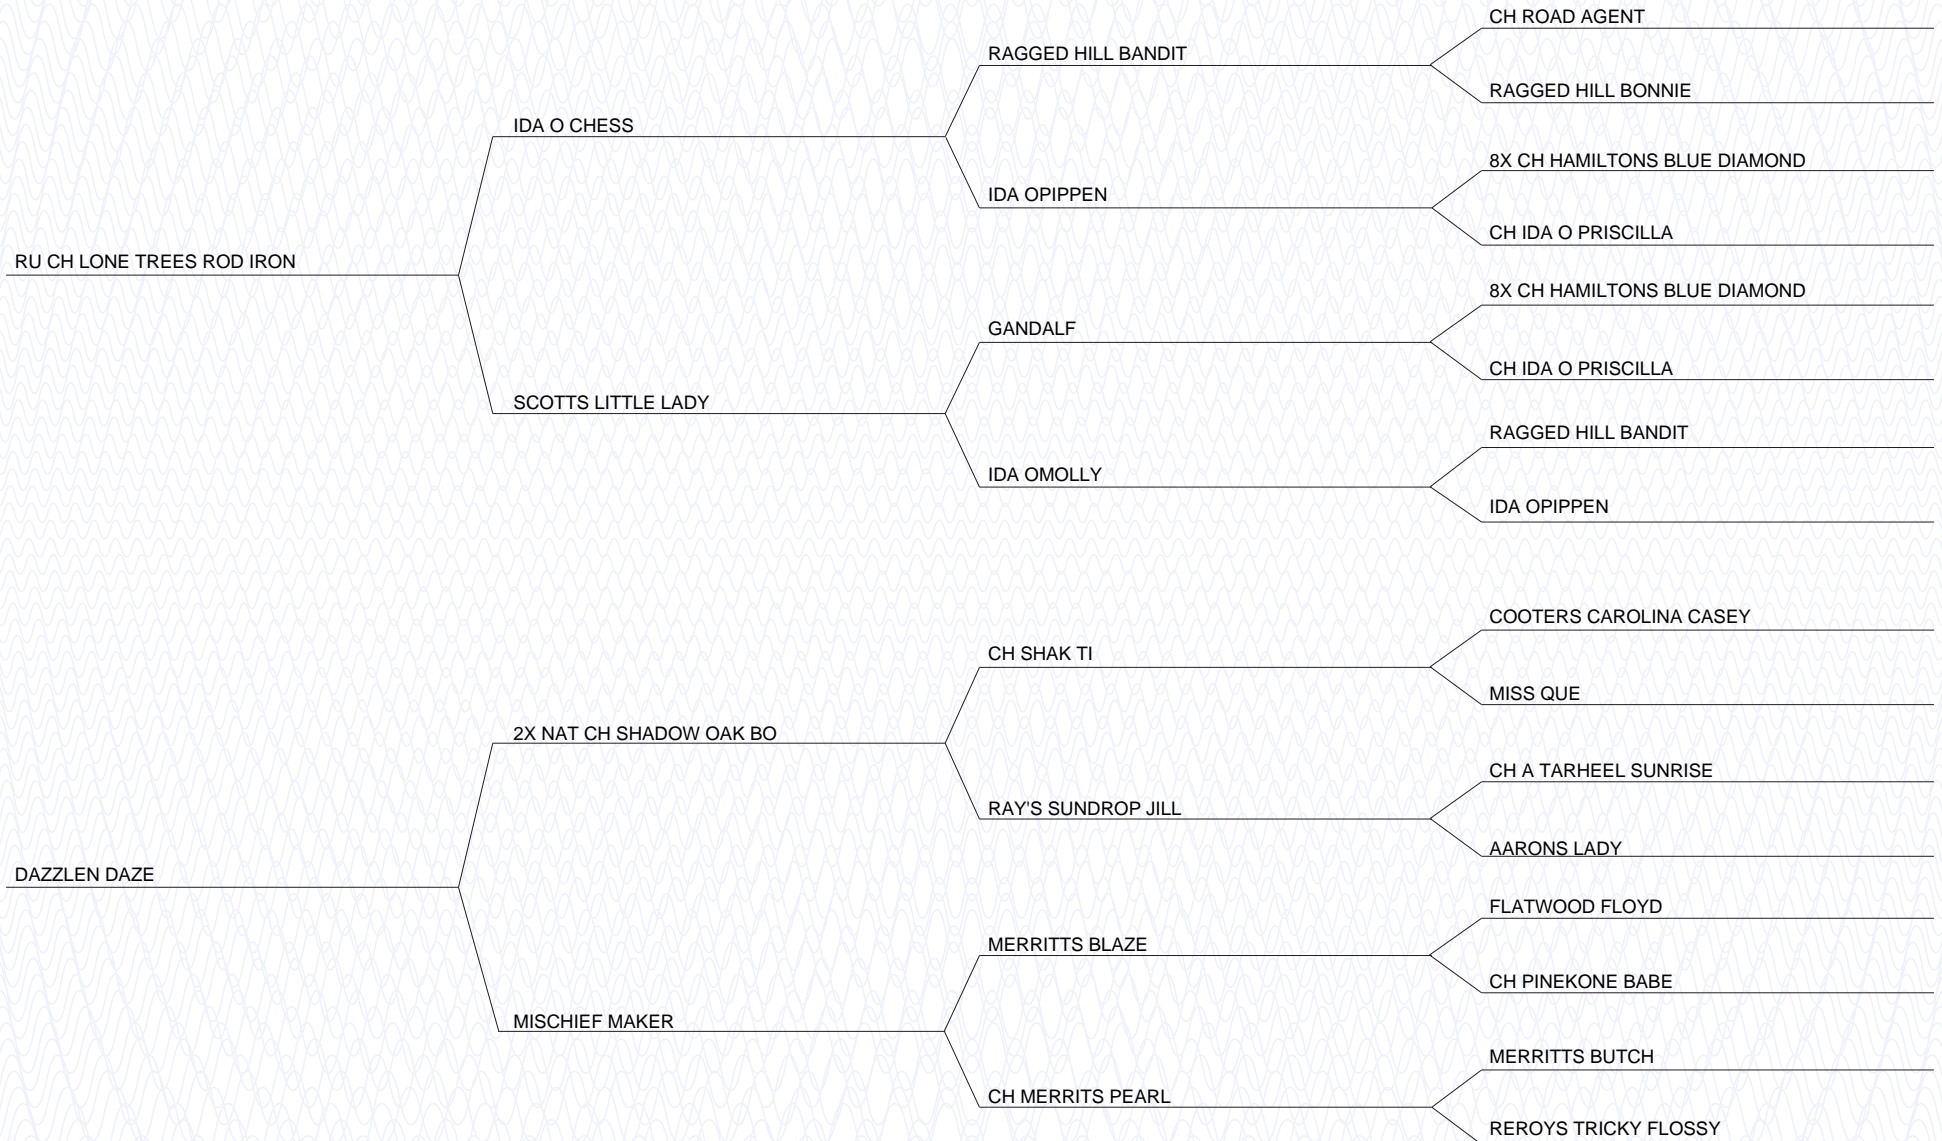 CH ROAD AGENT
RAGGED HILL BANDIT
RAGGED HILL BONNIE
IDA O CHESS
8X CH HAMILTONS BLUE DIAMOND
IDA OPIPPEN
CH IDA O PRISCILLA
RU CH LONE TREES ROD IRON
8X CH HAMILTONS BLUE DIAMOND
GANDALF
CH IDA O PRISCILLA
SCOTTS LITTLE LADY
RAGGED HILL BANDIT
IDA OMOLLY
IDA OPIPPEN
COOTERS CAROLINA CASEY
CH SHAK TI
MISS QUE
2X NAT CH SHADOW OAK BO
CH A TARHEEL SUNRISE
RAY'S SUNDROP JILL
AARONS LADY
DAZZLEN DAZE
FLATWOOD FLOYD
MERRITTS BLAZE
CH PINEKONE BABE
MISCHIEF MAKER
MERRITTS BUTCH
CH MERRITS PEARL
REROYS TRICKY FLOSSY